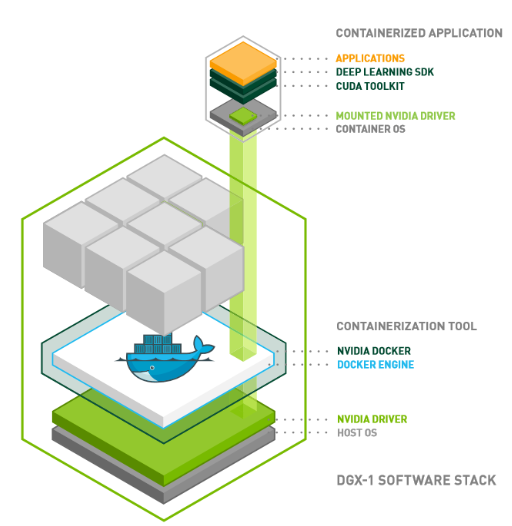 CONTAINERIZED APPLICATION
APPLICATIONS
DEEP LEARNING SDK
CUDA TOOLKIT
MOUNTED NVIDIA DRIVER
CONTAINER OS
CONTAINERIZATION TOOL
NVIDIA DOCKER
DOCKER ENGINE
NVIDIA DRIVER
HOST OS
DGX-1 SOFTWARE STACK